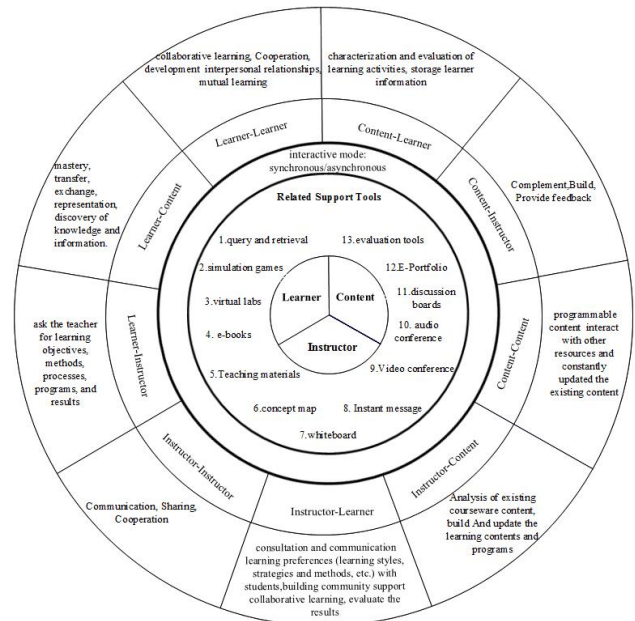 collaborative learning, Cooperation,
development interpersonal relationships,
mutual learning
characterization and evaluation of
learning activities, storage learner
information
Learner-Learner
Content-Learner
interactive mode:
synchronous/asynchronous
mastery,
transfer,
exchange,
representation,
discovery of
knowledge and
information.
Learner-Content
Content-Instructor
Complement,Build,
Provide feedback
Related Support Tools
1.query and retrieval
13.evaluation tools
2.simulation games
12.E-Portfolio
3.virtual labs
11.discussion
boards
4. e-books
10. audio
conference
Learner
Content
Instructor
5.Teaching materials
9.Video conference
6.concept map
8. Instant message
7.whiteboard
ask the teacher
for learning
objectives,
methods,
processes,
programs, and
results
Learner-Instructor
Content-Content
programmable
content interact
with other
resources and
constantly
updated the
existing content
Instructor-Instructor
Instructor-Content
Instructor-Learner
Communication, Sharing,
Cooperation
Analysis of existing
courseware content,
build And update the
learning contents and
programs
consultation and communication
learning preferences (learning styles,
strategies and methods, etc.) with
students,building community support
collaborative learning, evaluate the
results